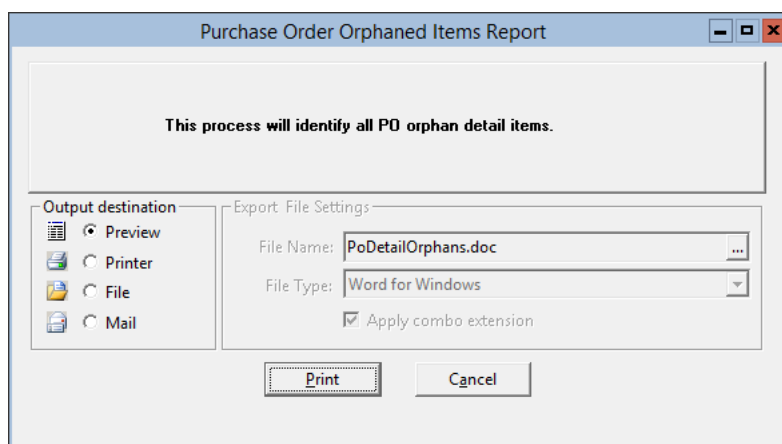 Purchase Order Orphaned Items Report
This process will identify all PO orphan detail items.
Output destination
Preview
Printer
File
Mail
Export File Settings
File Name: PoDetailOrphans.doc ...
File Type: Word for Windows
Apply combo extension
Print Cancel